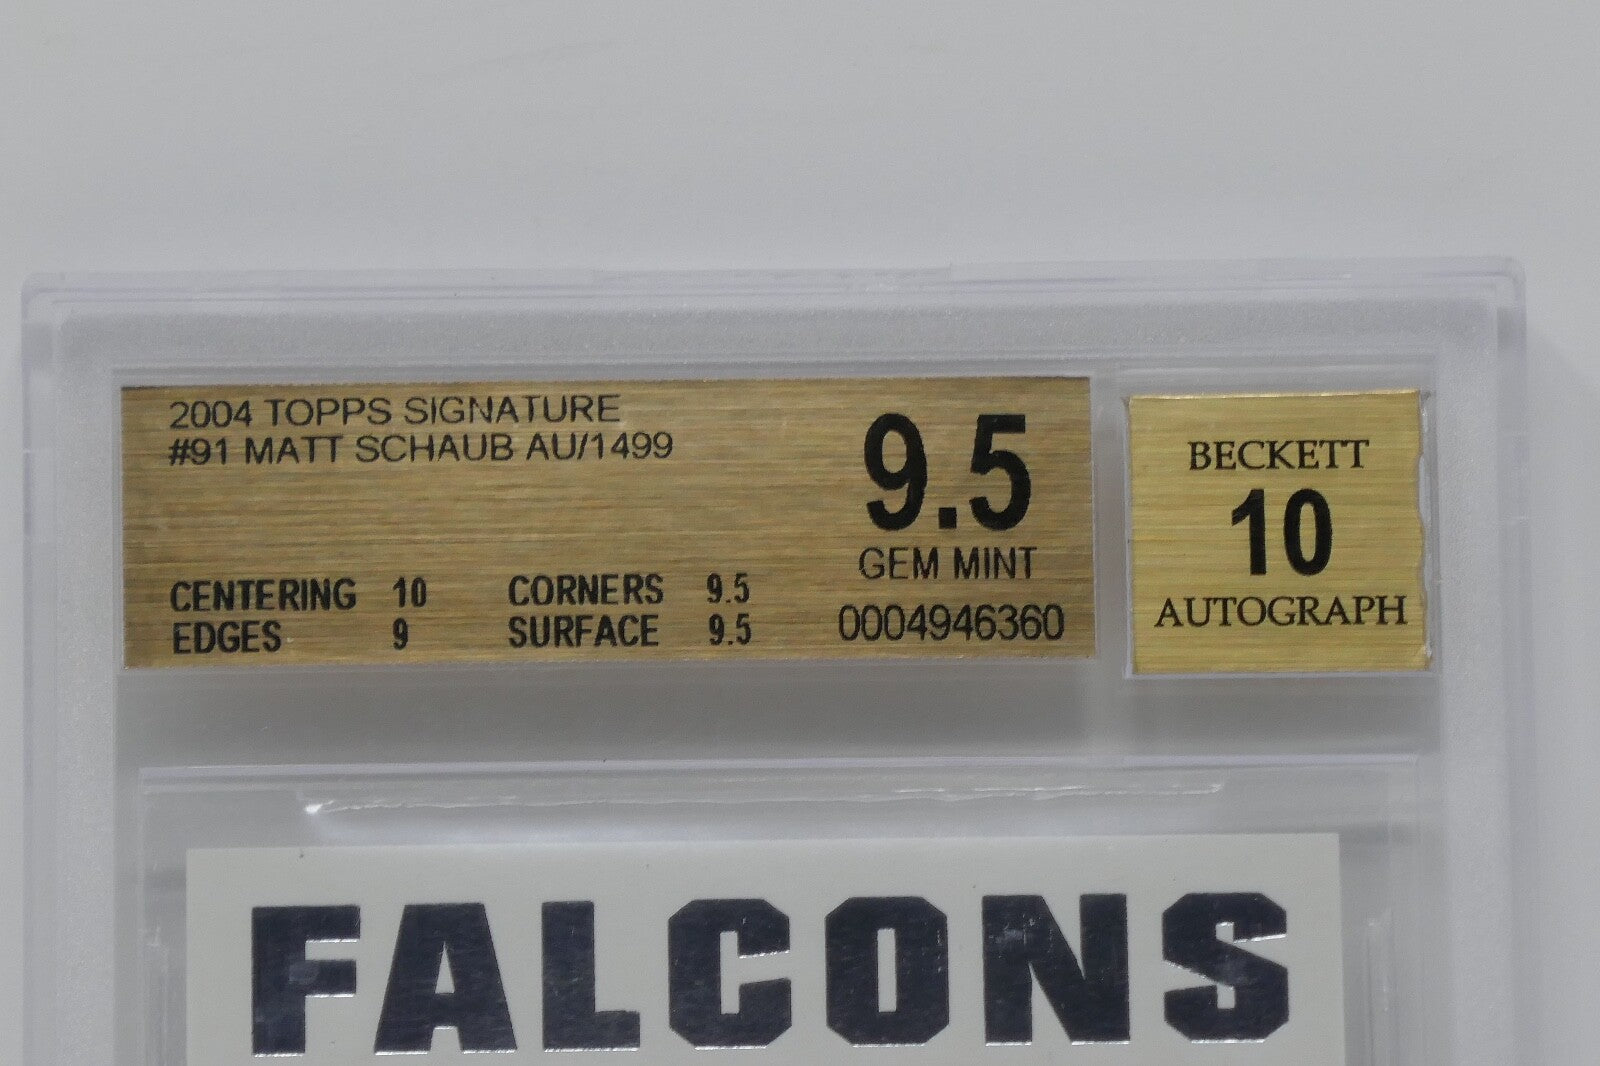 2004 TOPPS SIGNATURE
#91 MATT SCHAUB AU/1499
CENTERING 10 CORNERS 9.5
EDGES 9 SURFACE 9.5
9.5
GEM MINT
0004946360
BECKETT
10
AUTOGRAPH
FALCONS